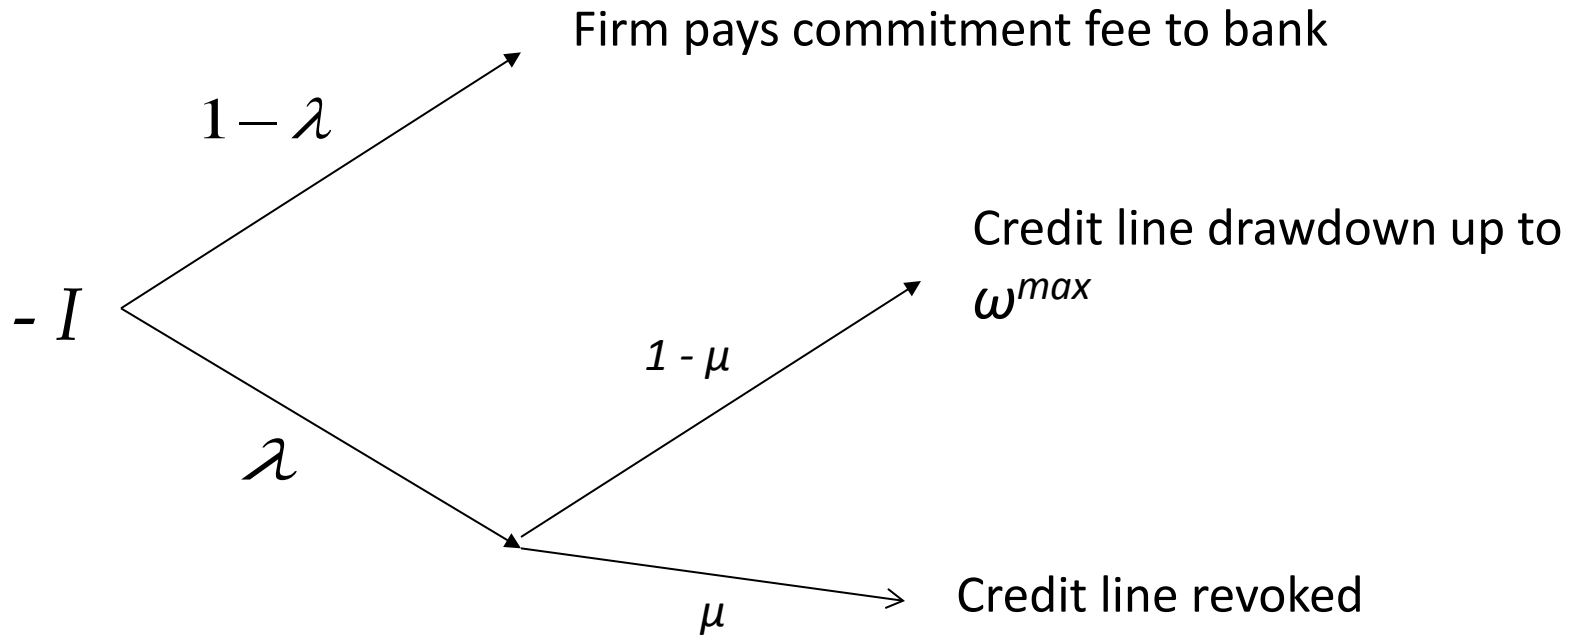 Firm pays commitment fee to bank
1 − λ
Credit line drawdown up to
ω^max
- I
1 - μ
λ
Credit line revoked
μ